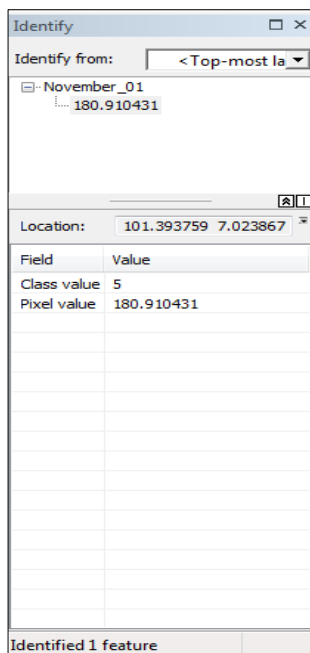 Identify
Identify from: <Top-most la
November_01
180.910431
Location: 101.393759 7.023867
Field Value
Class value 5
Pixel value 180.910431
Identified 1 feature